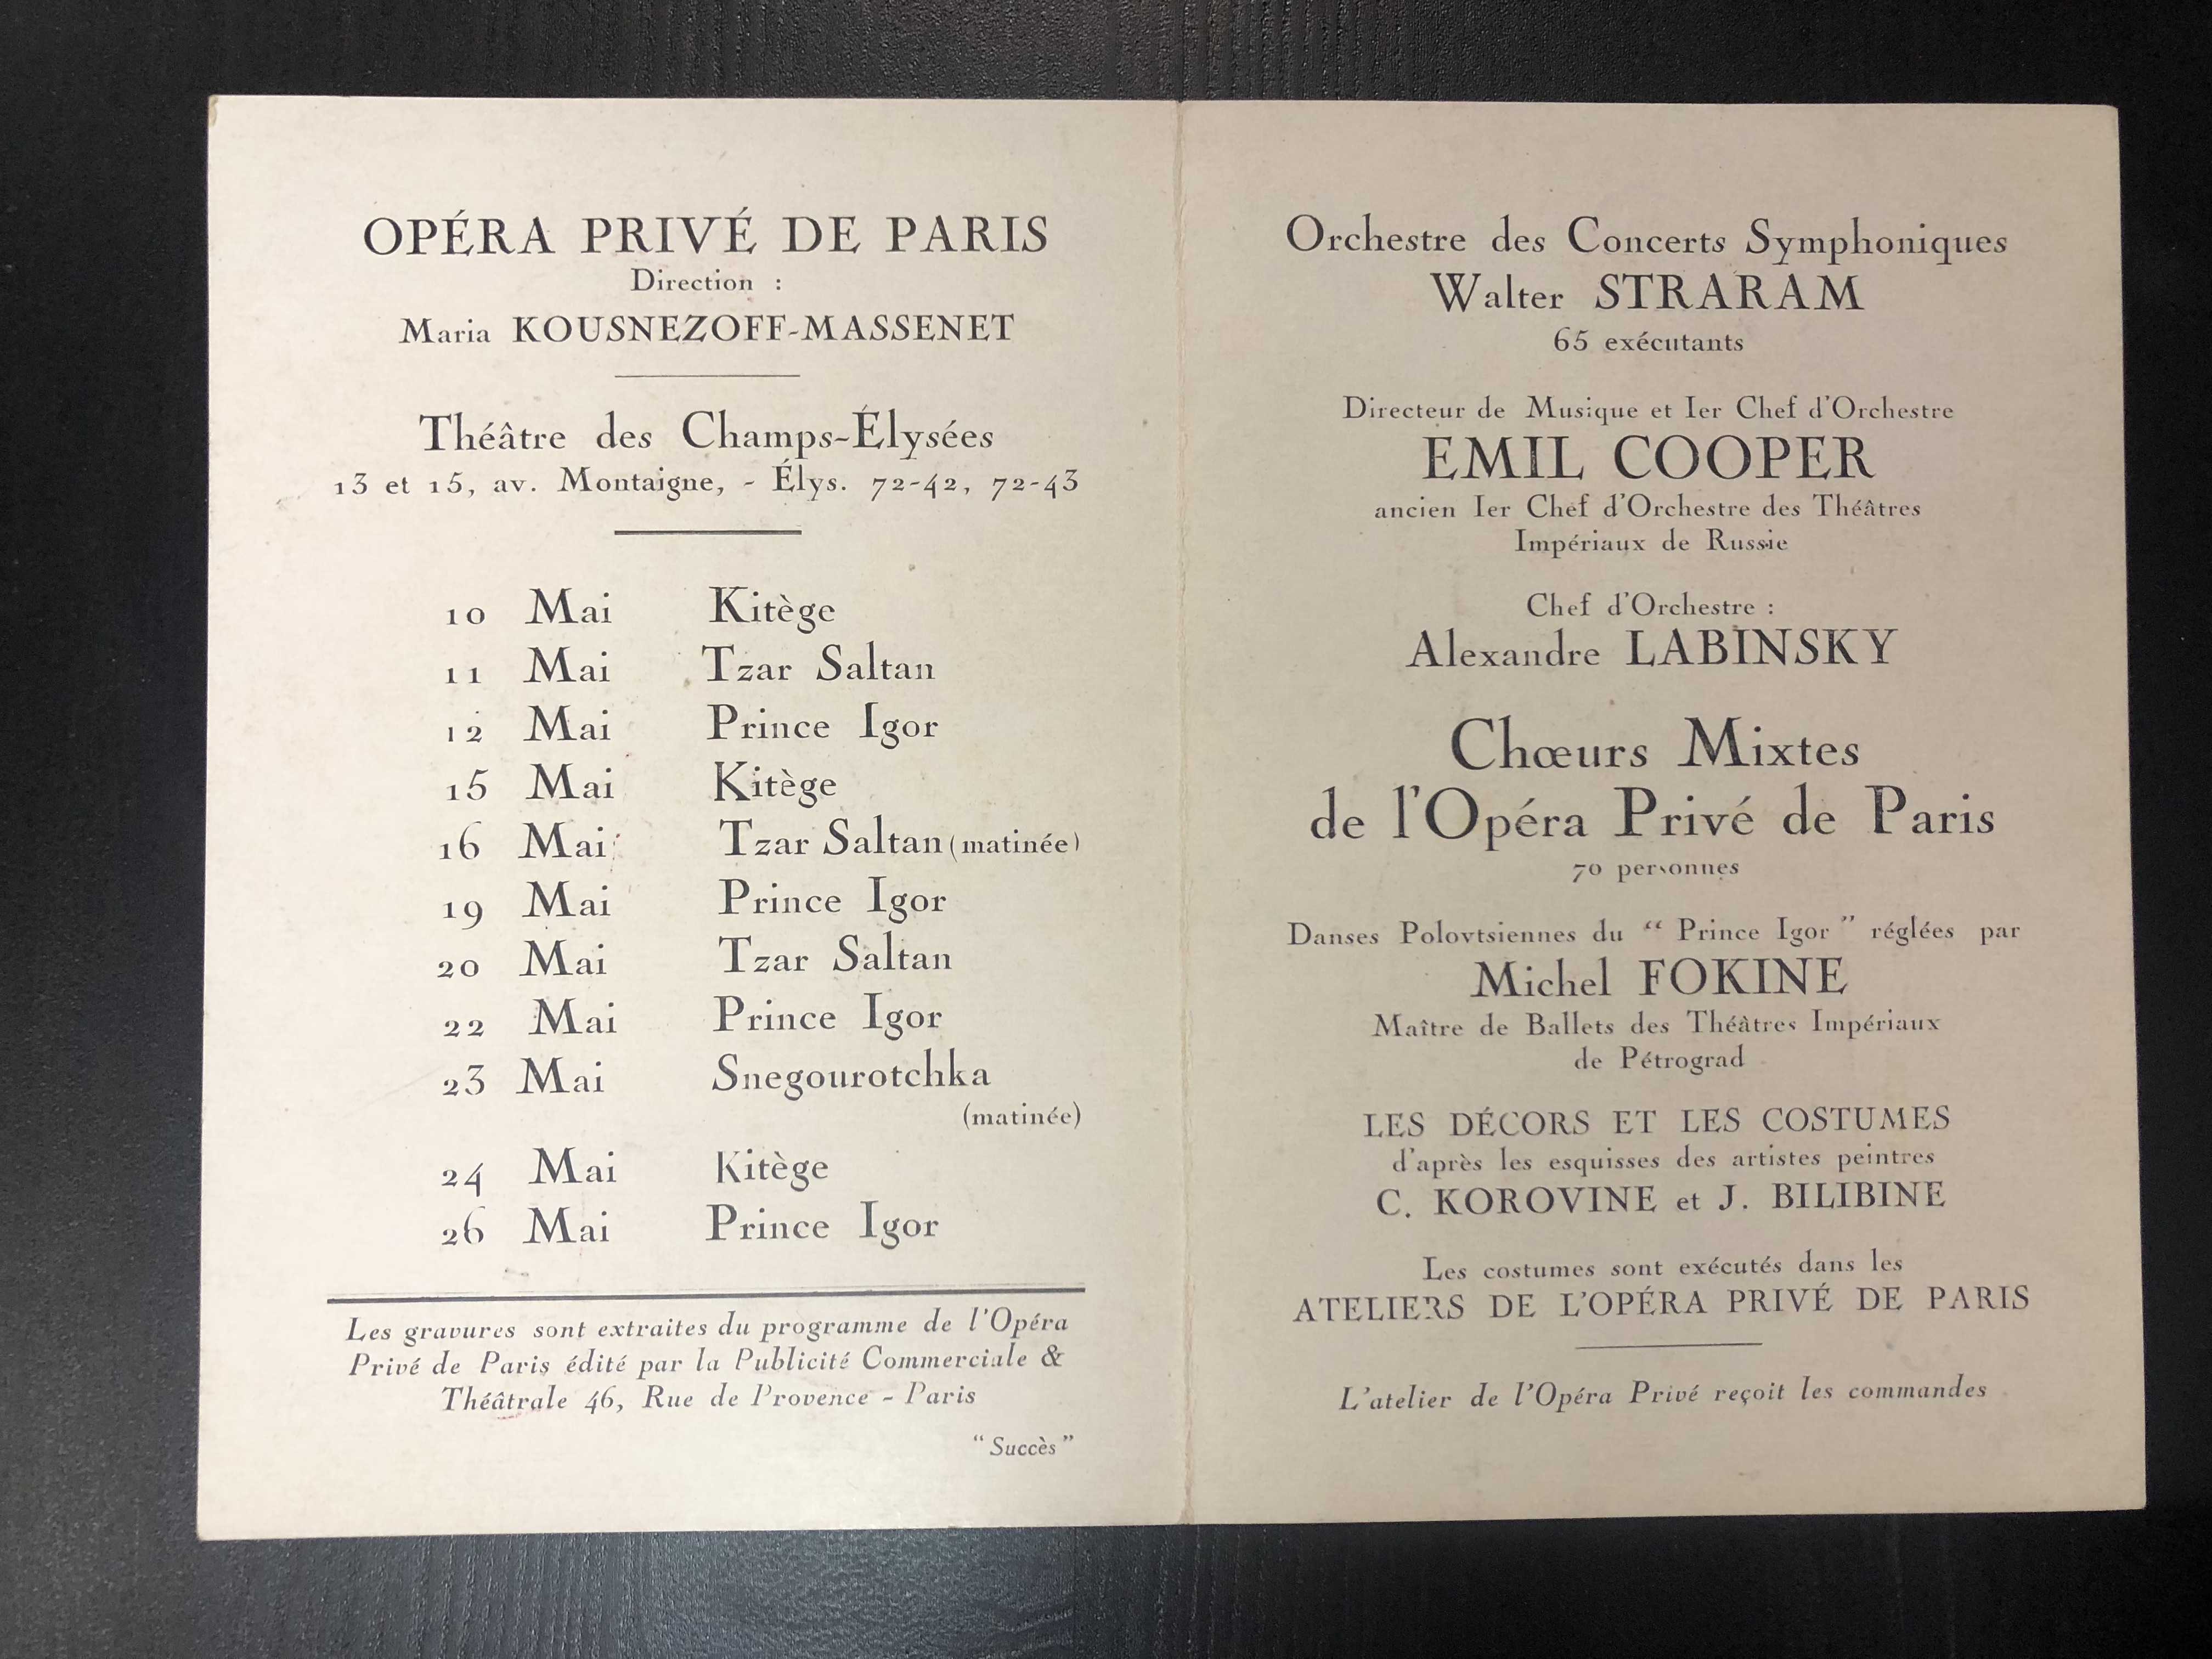 OPÉRA PRIVÉ DE PARIS
Direction :
Maria KOUSNEZOFF-MASSENET
Théâtre des Champs-Élysées
13 et 15, av. Montaigne, - Élys. 72-42, 72-43
10 Mai Kitège
11 Mai Tzar Saltan
12 Mai Prince Igor
15 Mai Kitège
16 Mai Tzar Saltan (matinée)
19 Mai Prince Igor
20 Mai Tzar Saltan
22 Mai Prince Igor
23 Mai Snegourotchka
(matinée)
24 Mai Kitège
26 Mai Prince Igor
Les gravures sont extraites du programme de l'Opéra
Privé de Paris édité par la Publicité Commerciale &
Théâtrale 46, Rue de Provence - Paris
“Succès”
Orchestre des Concerts Symphoniques
Walter STRARAM
65 exécutants
Directeur de Musique et Ier Chef d'Orchestre
EMIL COOPER
ancien Ier Chef d'Orchestre des Théâtres
Impériaux de Russie
Chef d'Orchestre :
Alexandre LABINSKY
Chœurs Mixtes
de l'Opéra Privé de Paris
70 personnes
Danses Polovtsiennes du “ Prince Igor ” réglées par
Michel FOKINE
Maître de Ballets des Théâtres Impériaux
de Pétrograd
LES DÉCORS ET LES COSTUMES
d'après les esquisses des artistes peintres
C. KOROVINE et J. BILIBINE
Les costumes sont exécutés dans les
ATELIERS DE L'OPÉRA PRIVÉ DE PARIS
L'atelier de l'Opéra Privé reçoit les commandes